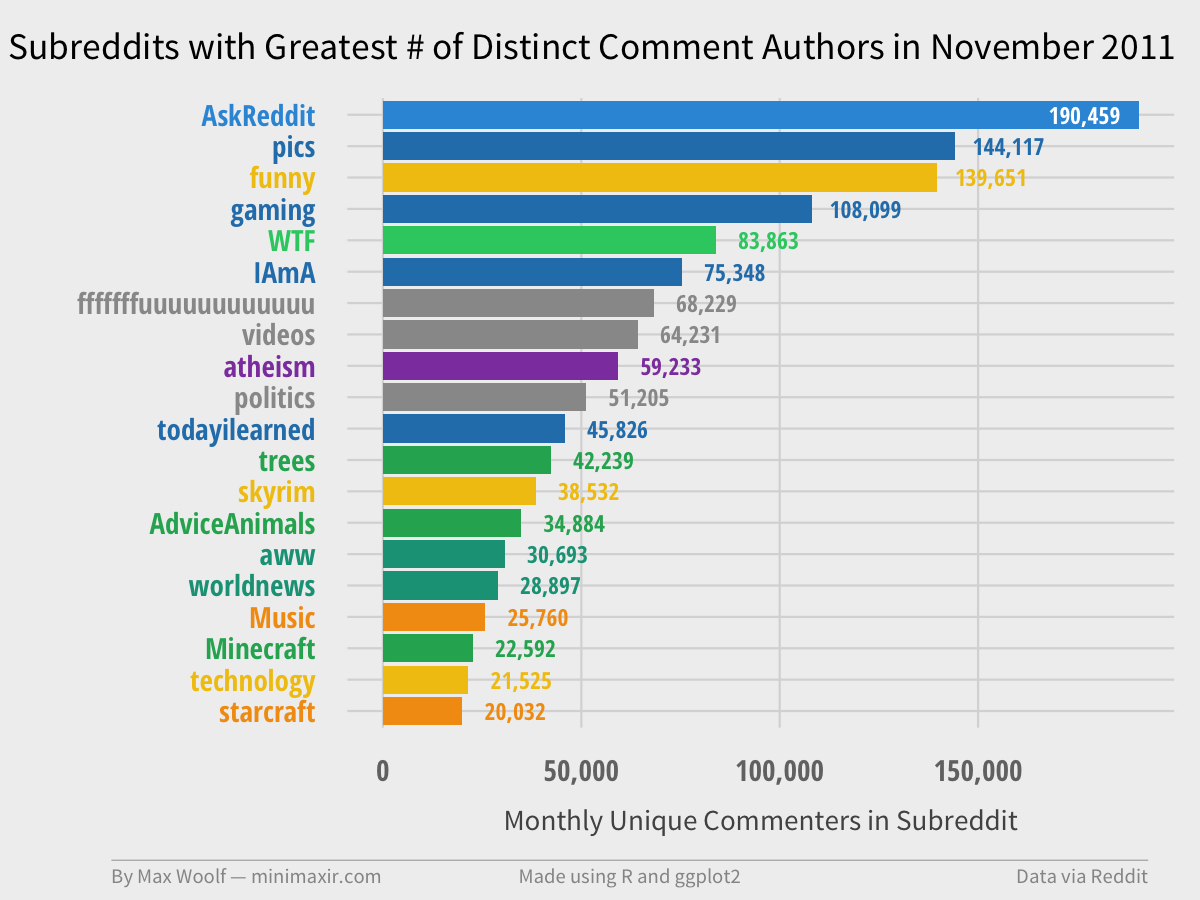 Subreddits with Greatest # of Distinct Comment Authors in November 2011
AskReddit 190,459
pics 144,117
funny 139,651
gaming 108,099
WTF 83,863
IAmA 75,348
fffffffuuuuuuuuuuuu 68,229
videos 64,231
atheism 59,233
politics 51,205
todayilearned 45,826
trees 42,239
skyrim 38,532
AdviceAnimals 34,884
aww 30,693
worldnews 28,897
Music 25,760
Minecraft 22,592
technology 21,525
starcraft 20,032
0 50,000 100,000 150,000
Monthly Unique Commenters in Subreddit
By Max Woolf — minimaxir.com Made using R and ggplot2 Data via Reddit